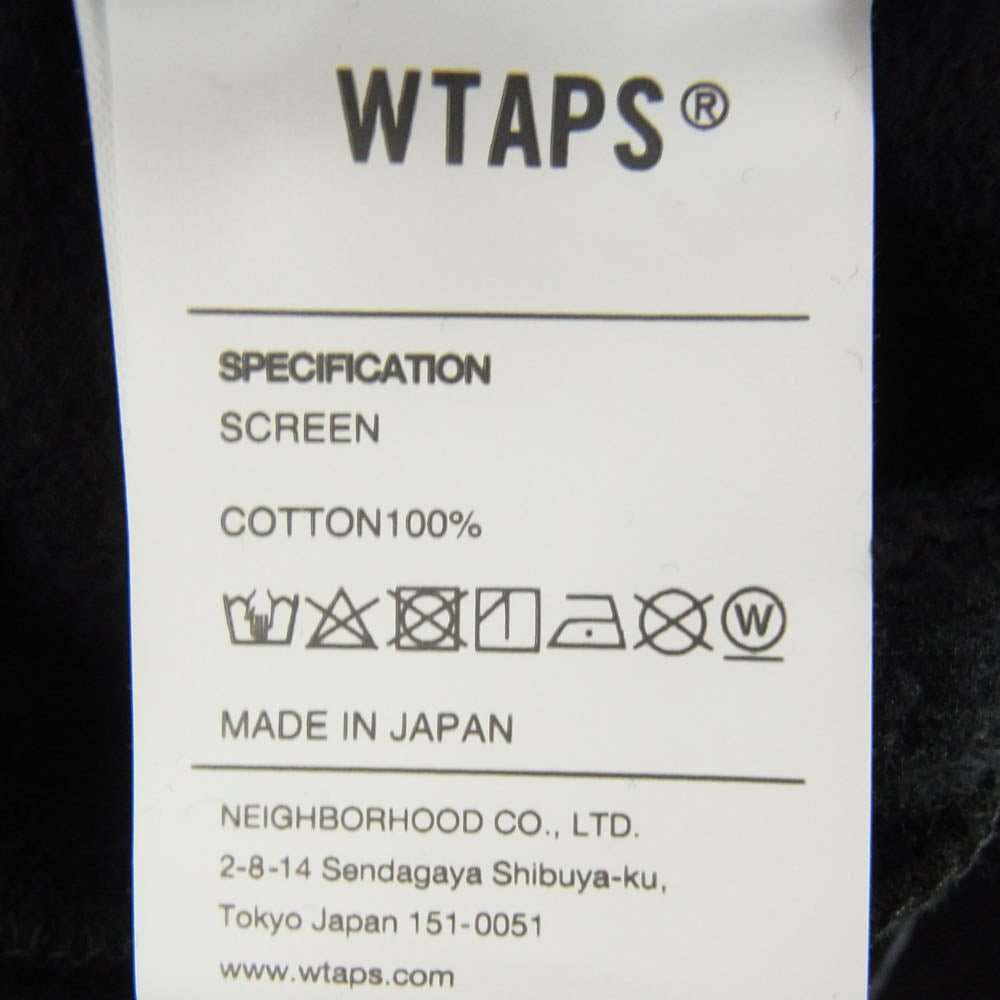 WTAPS®
SPECIFICATION
SCREEN
COTTON100%
W
MADE IN JAPAN
NEIGHBORHOOD CO., LTD.
2-8-14 Sendagaya Shibuya-ku,
Tokyo Japan 151-0051
www.wtaps.com